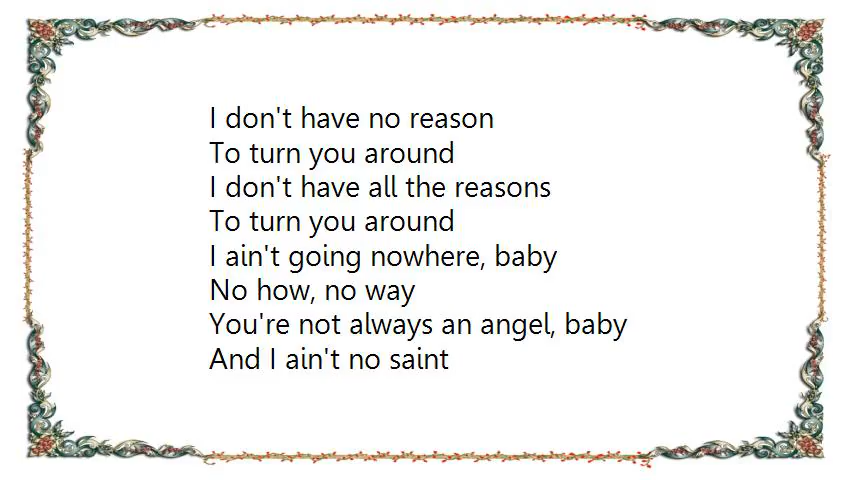 I don't have no reason
To turn you around
I don't have all the reasons
To turn you around
I ain't going nowhere, baby
No how, no way
You're not always an angel, baby
And I ain't no saint